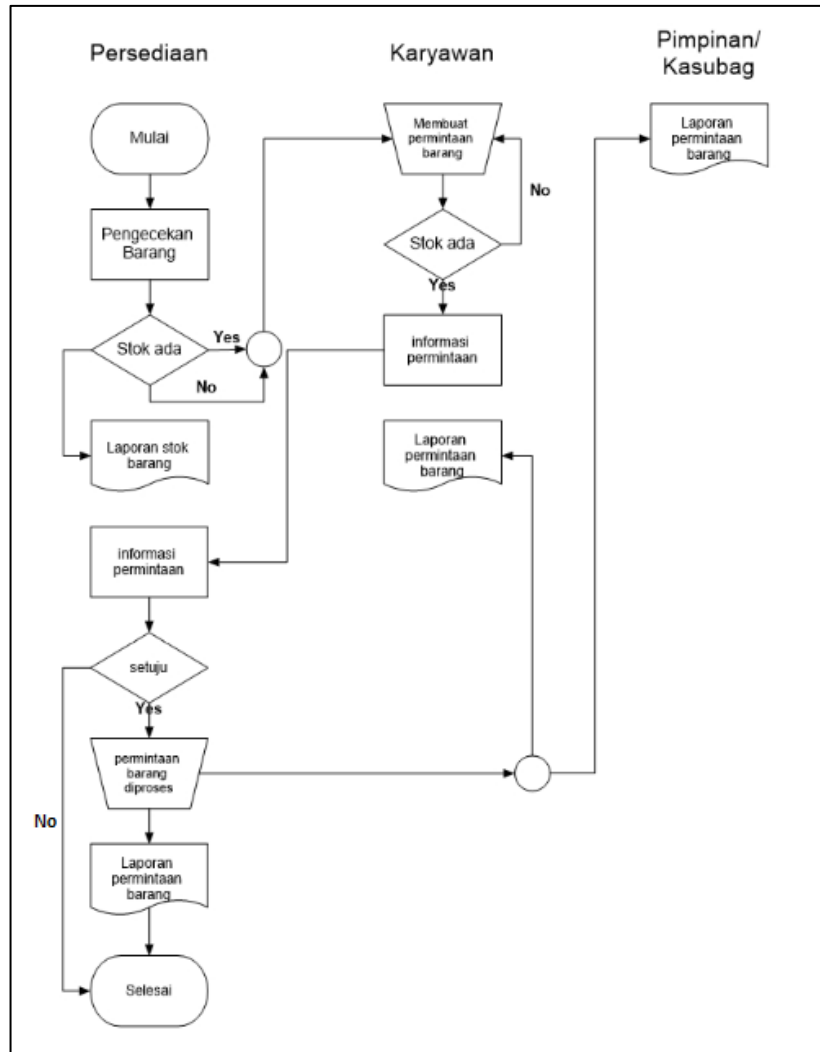 Persediaan
Karyawan
Pimpinan/
Kasubag
Mulai
Membuat
permintaan
barang
Laporan
permintaan
barang
No
Pengecekan
Barang
Stok ada
Yes
Stok ada
Yes
No
informasi
permintaan
Laporan stok
barang
Laporan
permintaan
barang
informasi
permintaan
setuju
Yes
permintaan
barang
diproses
No
Laporan
permintaan
barang
Selesai